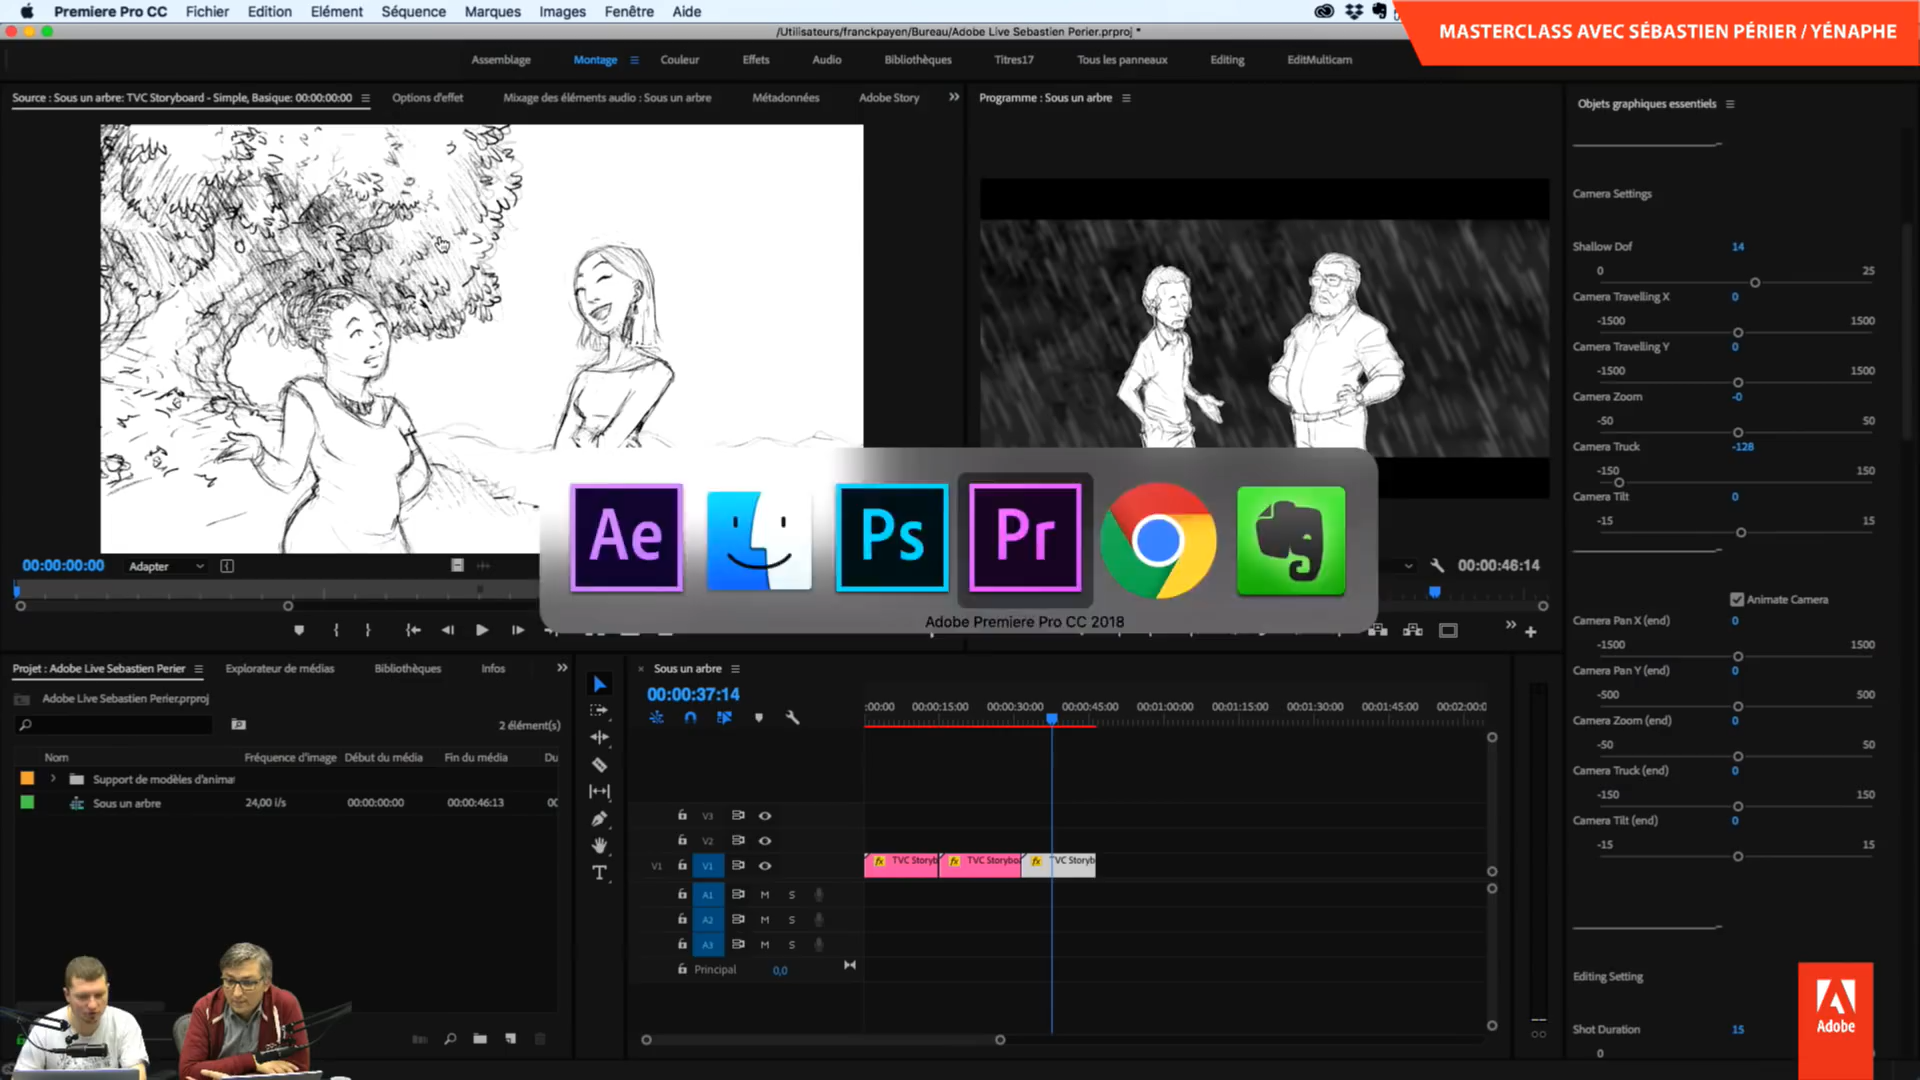 Premiere Pro CC Fichier Edition Elément Séquence Marques Images Fenêtre Aide
MASTERCLASS AVEC SÉBASTIEN PÉRIER / YÉNAPHE
/Utilisateurs/franckpayen/Bureau/Adobe Live Sebastien Perier.prproj *
Assemblage Montage Couleur Effets Audio Bibliothèques Titres17 Tous les panneaux Editing EditMulticam
Source : Sous un arbre: TVC Storyboard - Simple, Basique: 00:00:00:00 Options d'effet Mixage des éléments audio : Sous un arbre Métadonnées Adobe Story
Programme : Sous un arbre
Objets graphiques essentiels
Camera Settings
Shallow Dof 14
0 25
Camera Travelling X 0
-1500 1500
Camera Travelling Y 0
-1500 1500
Camera Zoom -0
-50 50
Camera Truck -128
-150 150
Camera Tilt 0
-15 15
Ae Ps Pr
Adobe Premiere Pro CC 2018
00:00:00:00 Adapter
00:00:46:14
Animate Camera
Camera Pan X (end) 0
-1500 1500
Camera Pan Y (end) 0
-500 500
Camera Zoom (end) 0
-50 50
Camera Truck (end) 0
-150 150
Camera Tilt (end) 0
-15 15
Editing Setting
Shot Duration 15
0
Projet : Adobe Live Sebastien Perier Explorateur de médias Bibliothèques Infos
Adobe Live Sebastien Perier.prproj
2 élément(s)
Nom Fréquence d'image Début du média Fin du média Du
Support de modèles d'anima
Sous un arbre 24,00 i/s 00:00:00:00 00:00:46:13 00
Sous un arbre
00:00:37:14
:00:00 00:00:15:00 00:00:30:00 00:00:45:00 00:01:00:00 00:01:15:00 00:01:30:00 00:01:45:00 00:02:00:0
V3
V2
V1 V1
fx TVC Storyb fx TVC Storyboa fx TVC Storyb
A1 M S
A2 M S
A3 M S
Principal 0,0
Adobe